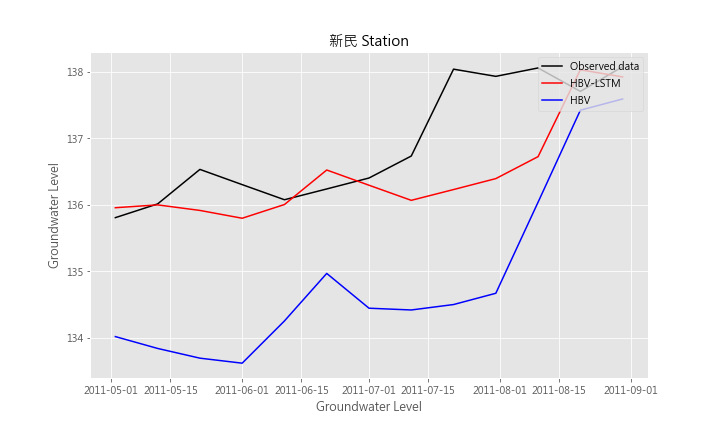 新民 Station
Observed data
HBV-LSTM
HBV
Groundwater Level
138
137
136
135
134
2011-05-01
2011-05-15
2011-06-01
2011-06-15
2011-07-01
2011-07-15
2011-08-01
2011-08-15
2011-09-01
Groundwater Level